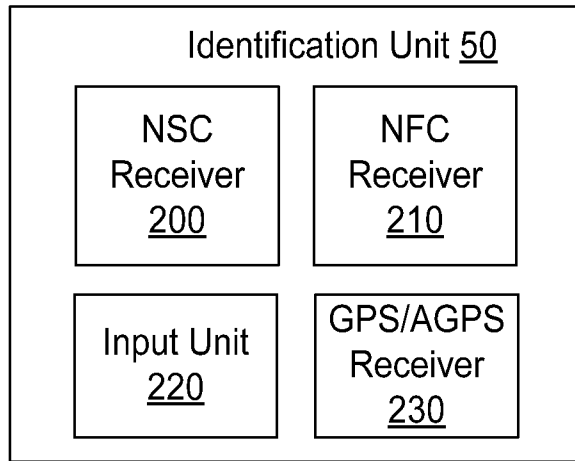 Identification Unit 50
NSC
Receiver
200
NFC
Receiver
210
Input Unit
220
GPS/AGPS
Receiver
230